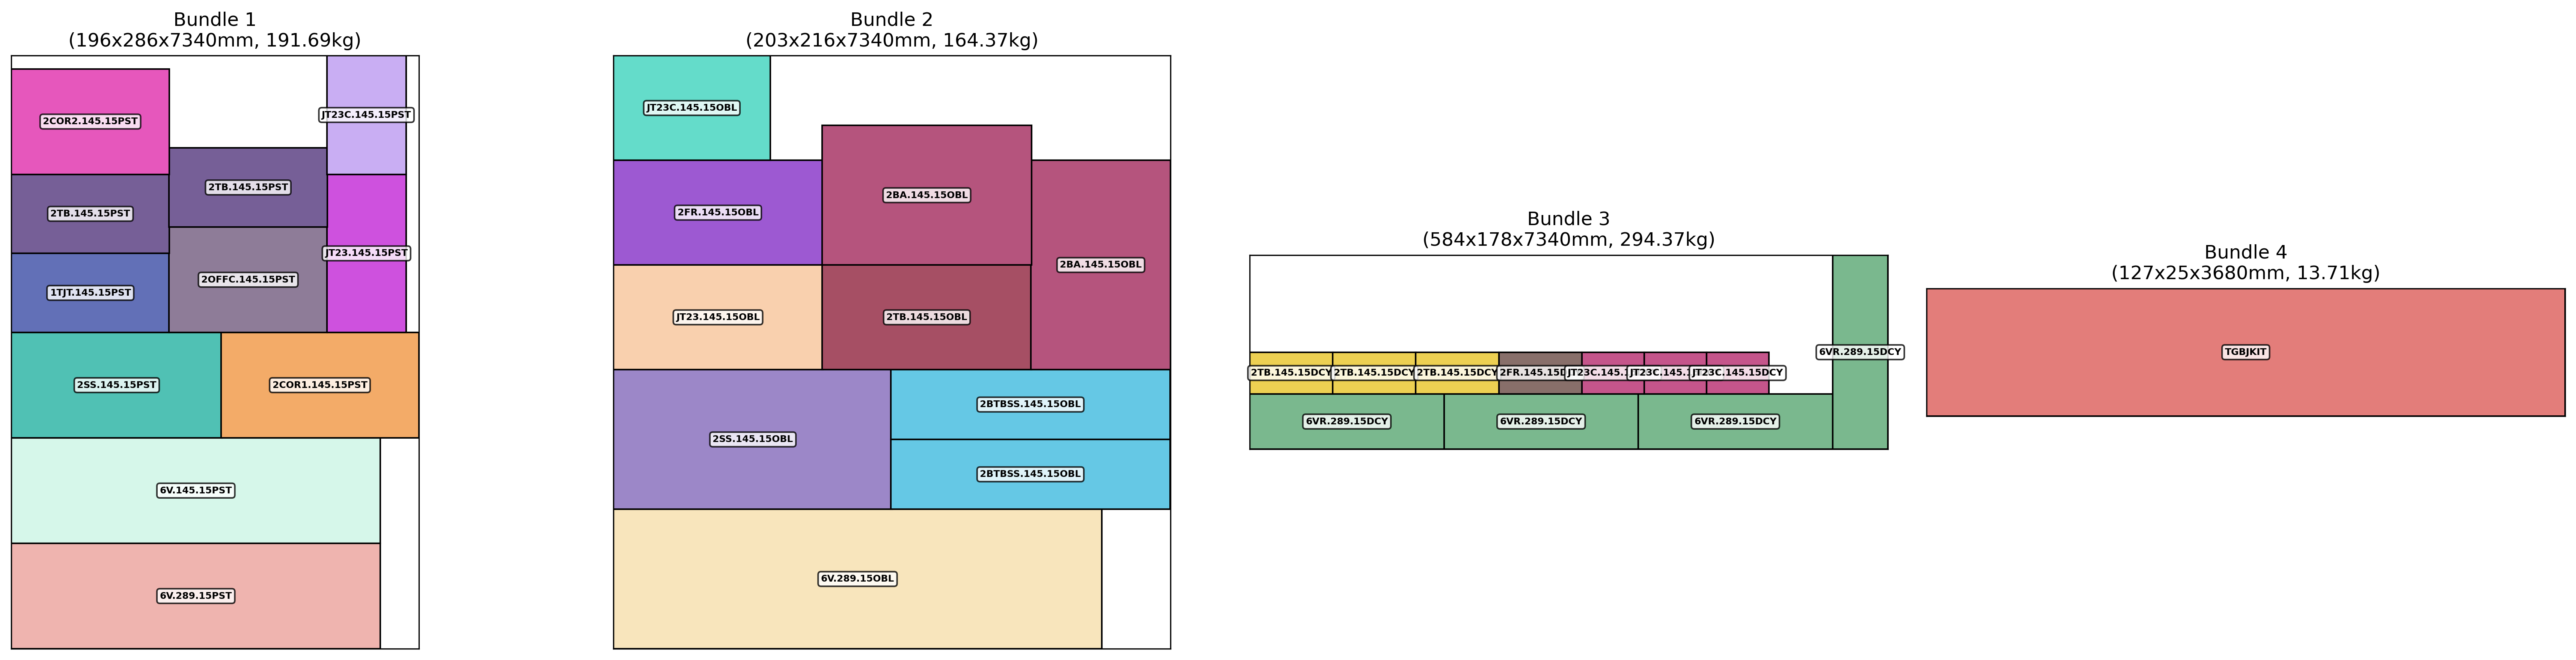 Bundle 1
(196x286x7340mm, 191.69kg)
2COR2.145.15PST
JT23C.145.15PST
2TB.145.15PST
2TB.145.15PST
JT23.145.15PST
2OFFC.145.15PST
1TJT.145.15PST
2SS.145.15PST
2COR1.145.15PST
6V.145.15PST
6V.289.15PST
Bundle 2
(203x216x7340mm, 164.37kg)
JT23C.145.15OBL
2BA.145.15OBL
2FR.145.15OBL
2BA.145.15OBL
JT23.145.15OBL
2TB.145.15OBL
2BTBSS.145.15OBL
2SS.145.15OBL
2BTBSS.145.15OBL
6V.289.15OBL
Bundle 3
(584x178x7340mm, 294.37kg)
6VR.289.15DCY
2TB.145.15DCY
2TB.145.15DCY
2TB.145.15DCY
2FR.145.15D
JT23C.145.1
JT23C.145.1
JT23C.145.15DCY
6VR.289.15DCY
6VR.289.15DCY
6VR.289.15DCY
Bundle 4
(127x25x3680mm, 13.71kg)
TGBJKIT